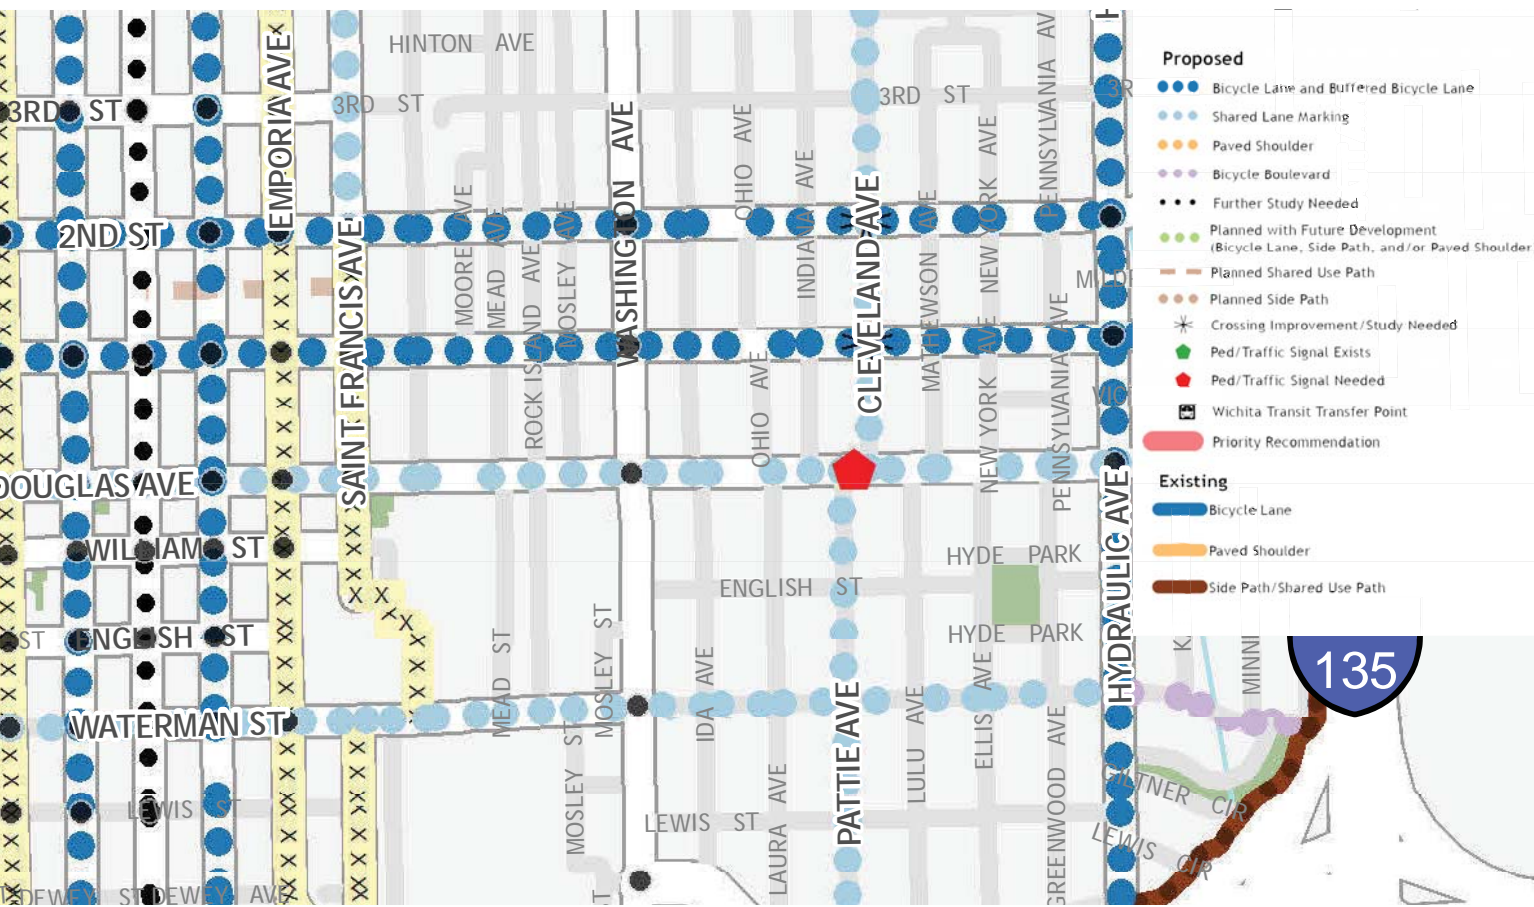 HINTON AVE
3RD ST
3RD ST
3RD ST
3R
EMPORIA AVE
WASHINGTON AVE
OHIO AVE
INDIANA AVE
CLEVELAND AVE
MATHEWSON AVE
NEW YORK AVE
PENNSYLVANIA AV
2ND ST
SAINT FRANCIS AVE
MOORE AVE
MEAD AVE
ROCK ISLAND AVE
MOSLEY AVE
OHIO AVE
NEW YORK AVE
PENNSYLVANIA AVE
MILD
VIC
DOUGLAS AVE
WILLIAM ST
HYDE PARK
ENGLISH ST
HYDE PARK
HYDRAULIC AVE
ST
ENGLISH ST
MEAD ST
MOSLEY ST
IDA AVE
ELLIS AVE
MINNI
WATERMAN ST
PATTIE AVE
LULU AVE
GREENWOOD AVE
MOSLEY ST
LAURA AVE
GILTNER CIR
LEWIS ST
LEWIS ST
LEWIS CIR
DEWEY ST
DEWEY AVE
ST
135
Proposed
Bicycle Lane and Buffered Bicycle Lane
Shared Lane Marking
Paved Shoulder
Bicycle Boulevard
Further Study Needed
Planned with Future Development
(Bicycle Lane, Side Path, and/or Paved Shoulder
Planned Shared Use Path
Planned Side Path
Crossing Improvement/Study Needed
Ped/Traffic Signal Exists
Ped/Traffic Signal Needed
Wichita Transit Transfer Point
Priority Recommendation
Existing
Bicycle Lane
Paved Shoulder
Side Path/Shared Use Path